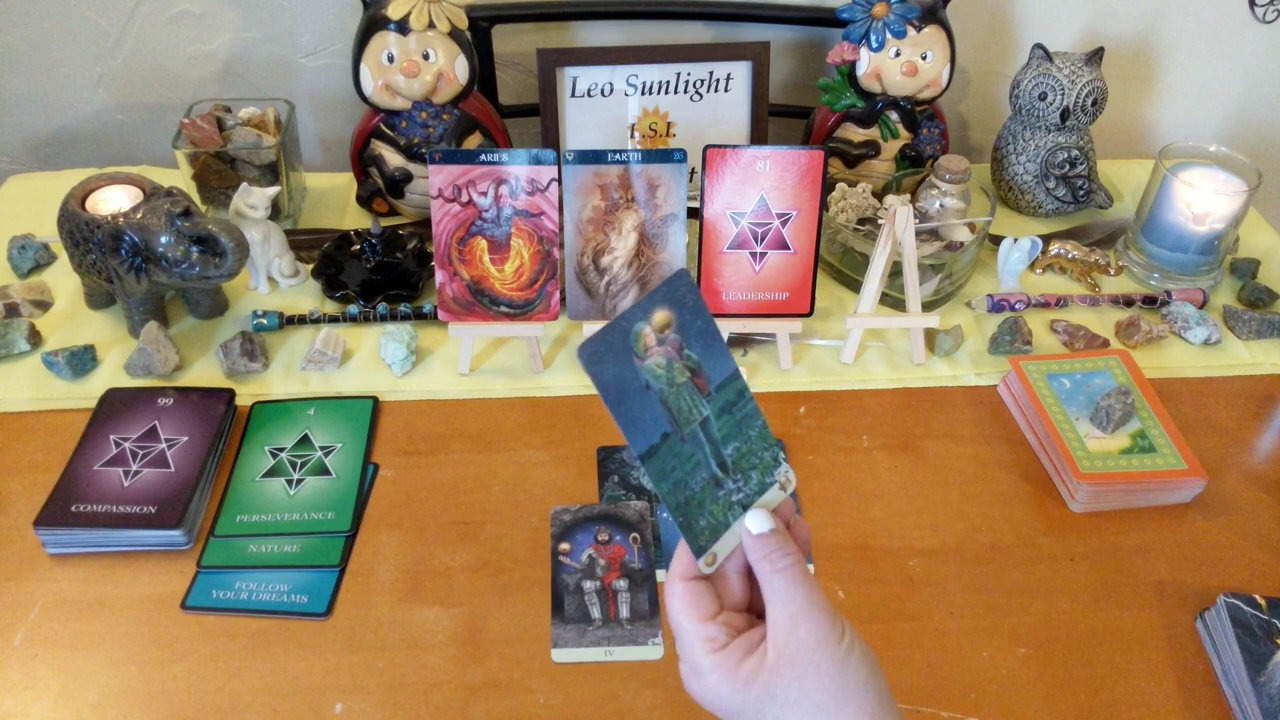 Leo Sunlight
I.S.I.
t
ARIES
EARTH
26
81
LEADERSHIP
99
COMPASSION
4
PERSEVERANCE
NATURE
FOLLOW
YOUR DREAMS
IV